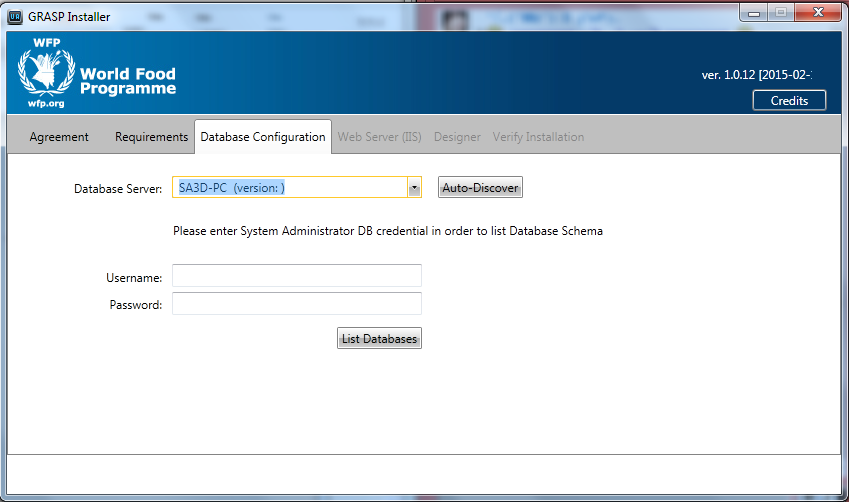 GRASP Installer
WFP
World Food
Programme
wfp.org
ver. 1.0.12 [2015-02-
Credits
Agreement Requirements Database Configuration Web Server (IIS) Designer Verify Installation
Database Server: SA3D-PC (version: ) Auto-Discover
Please enter System Administrator DB credential in order to list Database Schema
Username:
Password:
List Databases